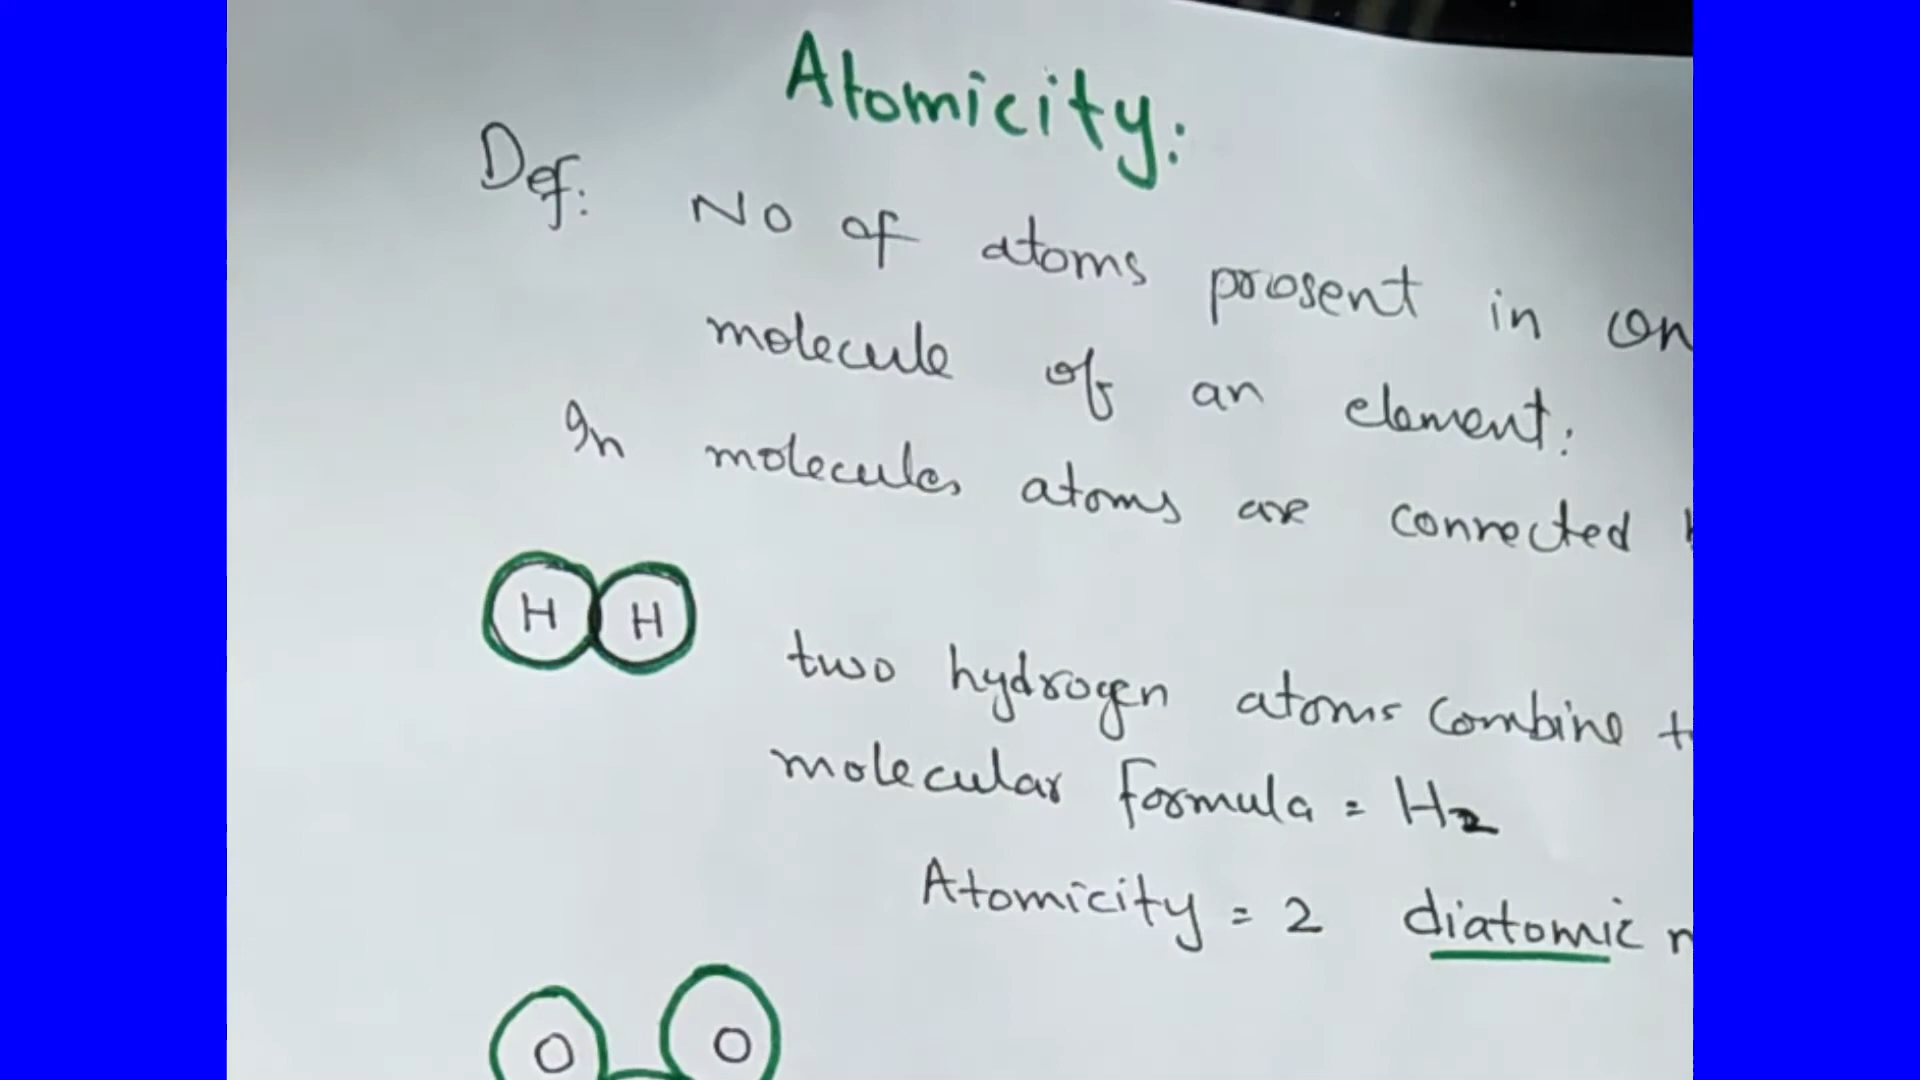 Atomicity:
Def: No of atoms present in on
molecule of an element.
In molecules atoms are connected
H H
two hydrogen atoms combine t
molecular formula = H2
Atomicity = 2 diatomic
O O